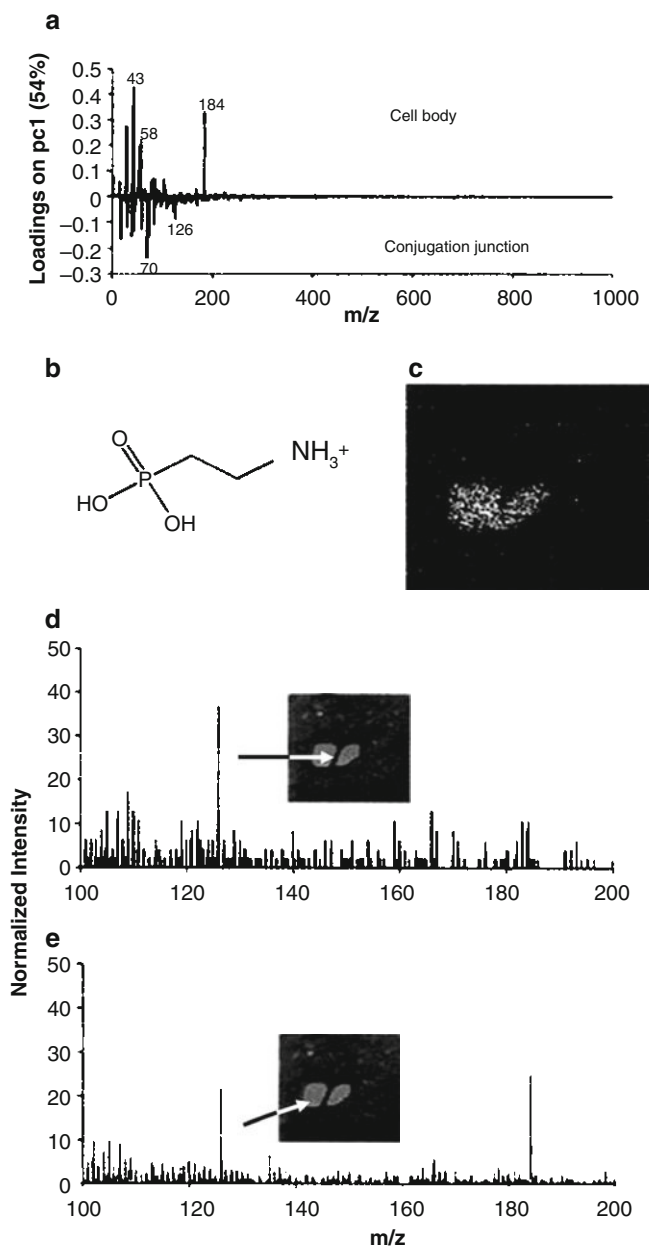 a
Loadings on pc1 (54%)
0.5
0.4
0.3
0.2
0.1
0
−0.1
−0.2
−0.3
43
58
184
126
70
Cell body
Conjugation junction
0 200 400 600 800 1000
m/z
b
O
P
HO
OH
NH3+
c
d
Normalized Intensity
50
40
30
20
10
0
100 120 140 160 180 200
e
50
40
30
20
10
0
100 120 140 160 180 200
m/z